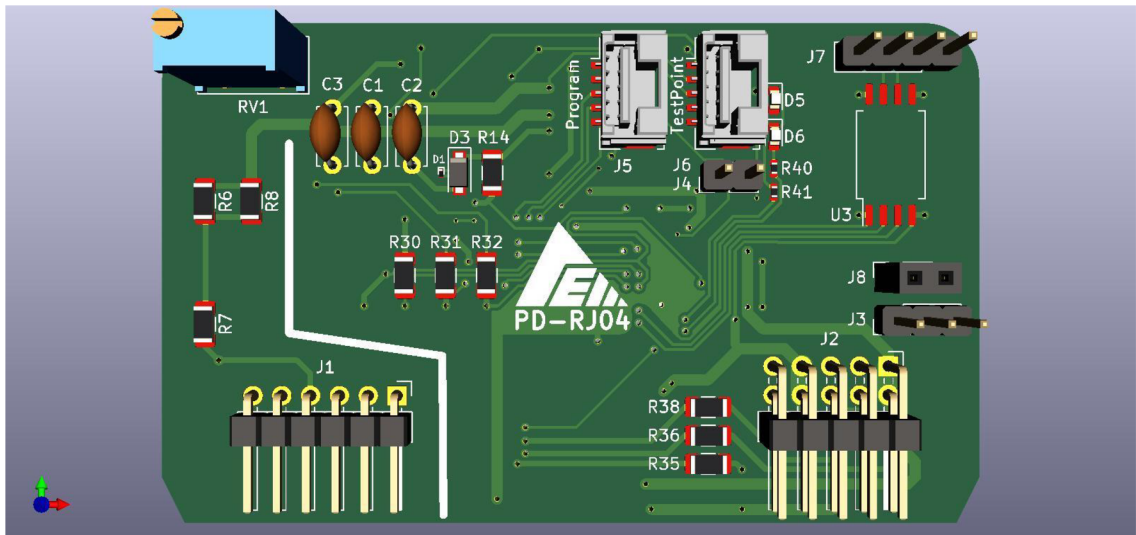 RV1
C3
C1
C2
D3
D1
R14
Program
J5
TestPoint
J6
J4
J7
D5
D6
R40
R41
U3
R6
R8
R7
R30
R31
R32
PD-RJ04
J8
J3
J1
J2
R38
R36
R35